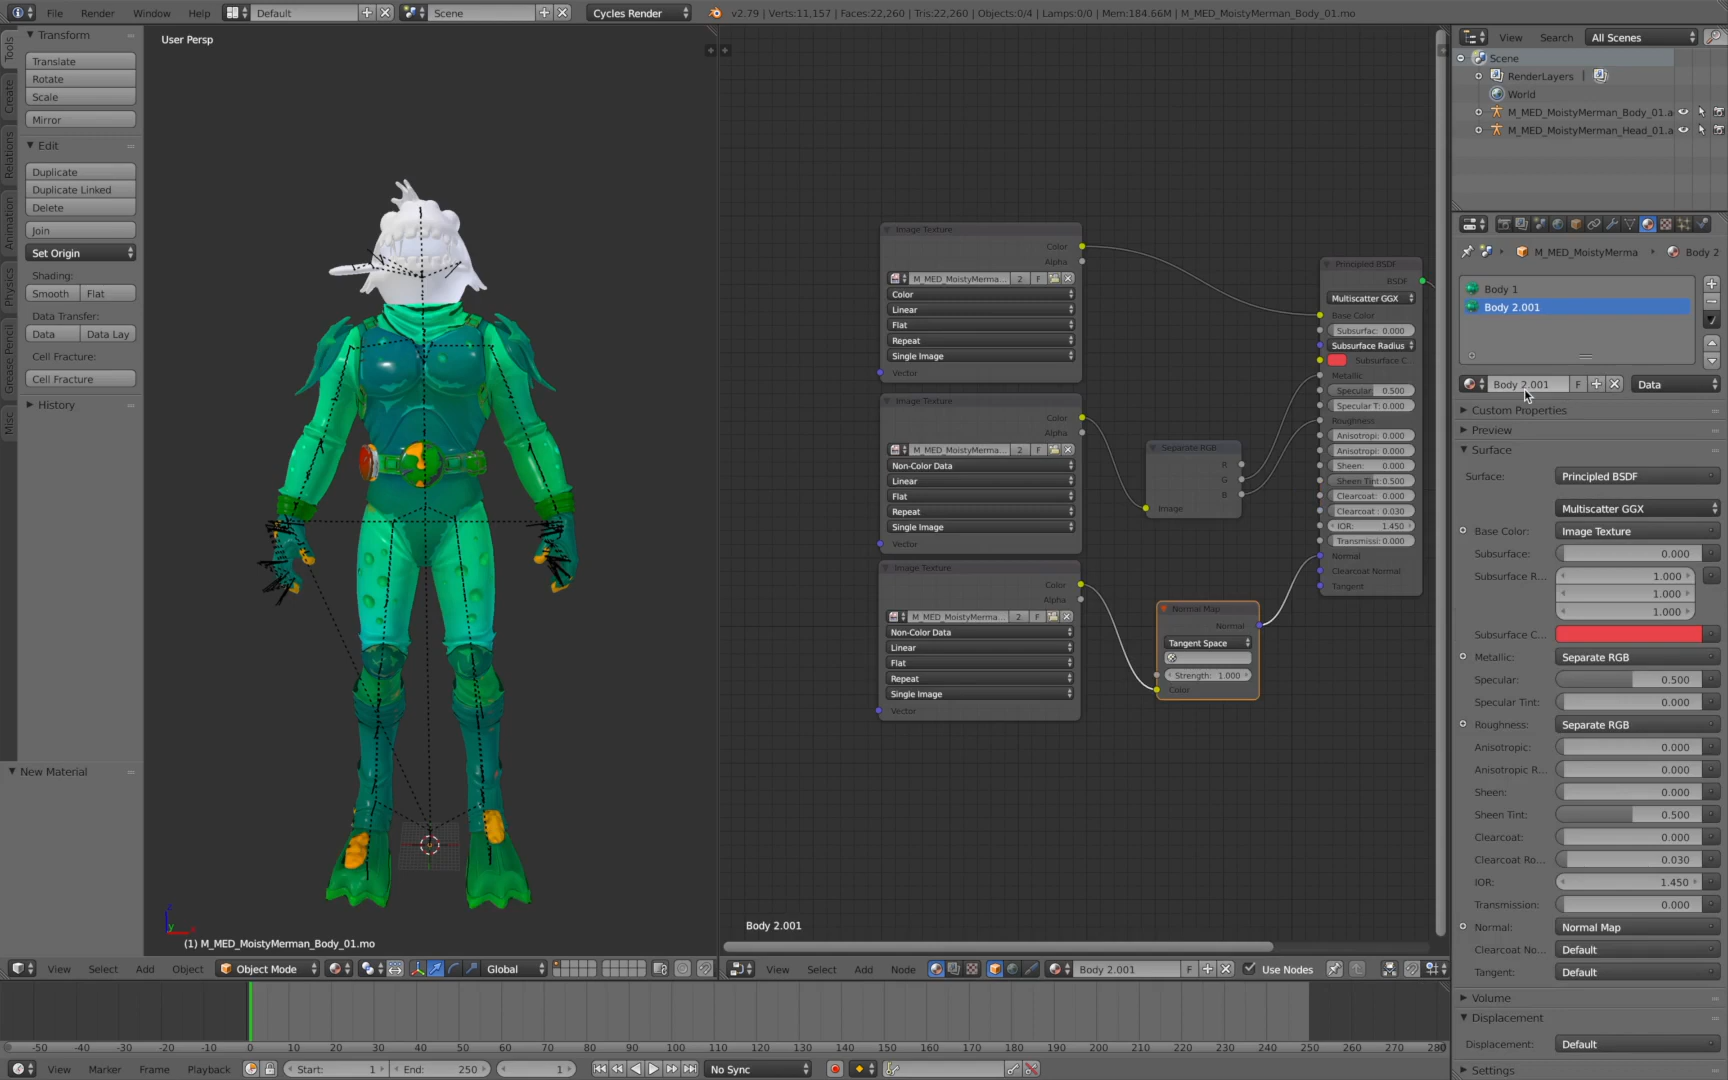 File Render Window Help Default Scene Cycles Render v2.79 | Verts:11,157 | Faces:22,260 | Tris:22,260 | Objects:0/4 | Lamps:0/0 | Mem:184.66M | M_MED_MoistyMerman_Body_01.mo
Tools
Create
Relations
Animation
Physics
Grease Pencil
Misc
Transform
Translate
Rotate
Scale
Mirror
Edit
Duplicate
Duplicate Linked
Delete
Join
Set Origin
Shading:
Smooth Flat
Data Transfer:
Data Data Lay
Cell Fracture:
Cell Fracture
History
New Material
User Persp
(1) M_MED_MoistyMerman_Body_01.mo
View Select Add Object Object Mode Global
Image Texture
Color
Alpha
M_MED_MoistyMerma... 2 F
Color
Linear
Flat
Repeat
Single Image
Vector
Image Texture
Color
Alpha
M_MED_MoistyMerma... 2 F
Non-Color Data
Linear
Flat
Repeat
Single Image
Vector
Image Texture
Color
Alpha
M_MED_MoistyMerma... 2 F
Non-Color Data
Linear
Flat
Repeat
Single Image
Vector
Separate RGB
R
G
B
Image
Normal Map
Normal
Tangent Space
Strength: 1.000
Color
Principled BSDF
BSDF
Multiscatter GGX
Base Color
Subsurfac: 0.000
Subsurface Radius
Subsurface C...
Metallic
Specular: 0.500
Specular T: 0.000
Roughness
Anisotropi: 0.000
Anisotropi: 0.000
Sheen: 0.000
Sheen Tint: 0.500
Clearcoat: 0.000
Clearcoat : 0.030
IOR: 1.450
Transmissi: 0.000
Normal
Clearcoat Normal
Tangent
Body 2.001
View Select Add Node Body 2.001 F Use Nodes
View Search All Scenes
Scene
RenderLayers |
World
M_MED_MoistyMerman_Body_01.a
M_MED_MoistyMerman_Head_01.a
M_MED_MoistyMerma Body 2
Body 1
Body 2.001
Body 2.001 F Data
Custom Properties
Preview
Surface
Surface: Principled BSDF
Multiscatter GGX
Base Color: Image Texture
Subsurface: 0.000
Subsurface R... 1.000
1.000
1.000
Subsurface C...
Metallic: Separate RGB
Specular: 0.500
Specular Tint: 0.000
Roughness: Separate RGB
Anisotropic: 0.000
Anisotropic R... 0.000
Sheen: 0.000
Sheen Tint: 0.500
Clearcoat: 0.000
Clearcoat Ro... 0.030
IOR: 1.450
Transmission: 0.000
Normal: Normal Map
Clearcoat No... Default
Tangent: Default
Volume
Displacement
Displacement: Default
Settings
-50 -40 -30 -20 -10 0 10 20 30 40 50 60 70 80 90 100 110 120 130 140 150 160 170 180 190 200 210 220 230 240 250 260 270 280
View Marker Frame Playback Start: 1 End: 250 1 No Sync